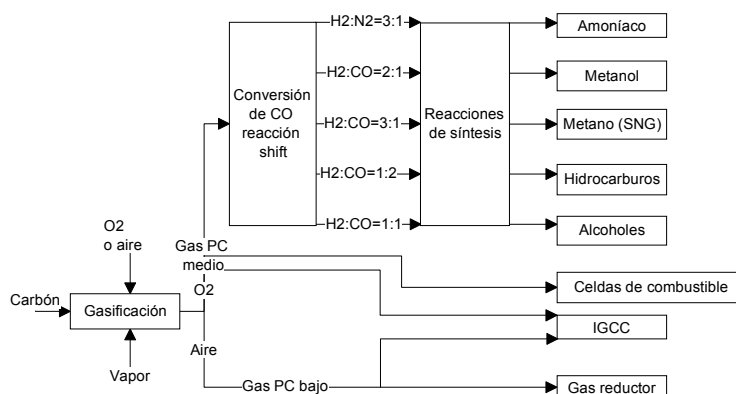 H2:N2=3:1
Amoníaco
H2:CO=2:1
Metanol
Conversión
de CO
reacción
shift
H2:CO=3:1
Reacciones
de síntesis
Metano (SNG)
H2:CO=1:2
Hidrocarburos
H2:CO=1:1
Alcoholes
O2
o aire
Gas PC
medio
O2
Celdas de combustible
Carbón
Gasificación
IGCC
Aire
Vapor
Gas PC bajo
Gas reductor